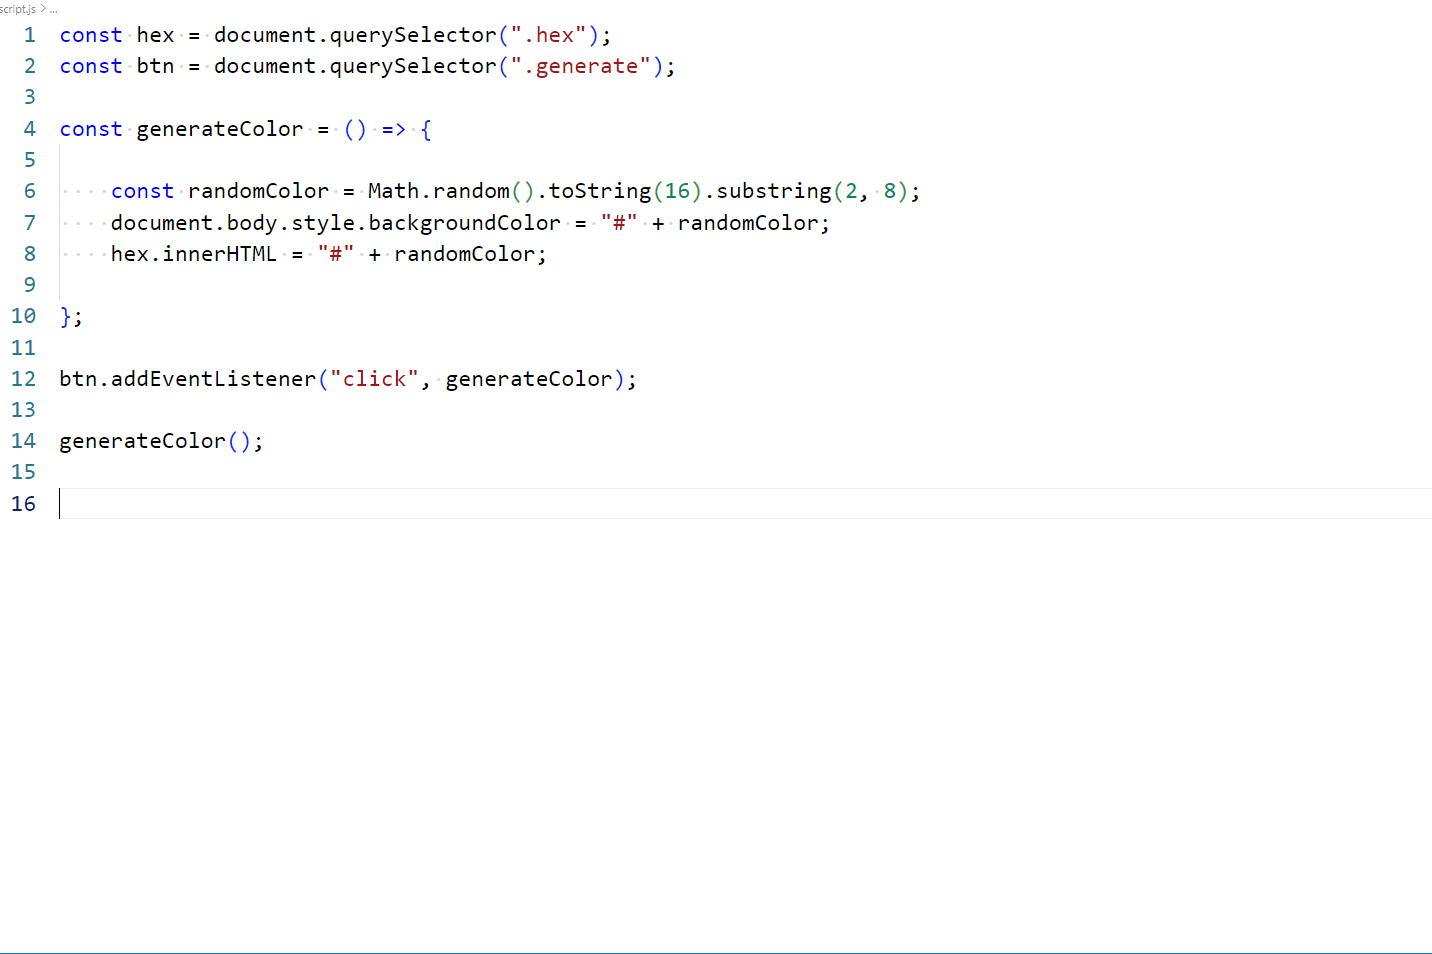 script.js > ...
1 const hex = document.querySelector(".hex");
2 const btn = document.querySelector(".generate");
3
4 const generateColor = () => {
5
6     const randomColor = Math.random().toString(16).substring(2, 8);
7     document.body.style.backgroundColor = "#" + randomColor;
8     hex.innerHTML = "#" + randomColor;
9
10 };
11
12 btn.addEventListener("click", generateColor);
13
14 generateColor();
15
16